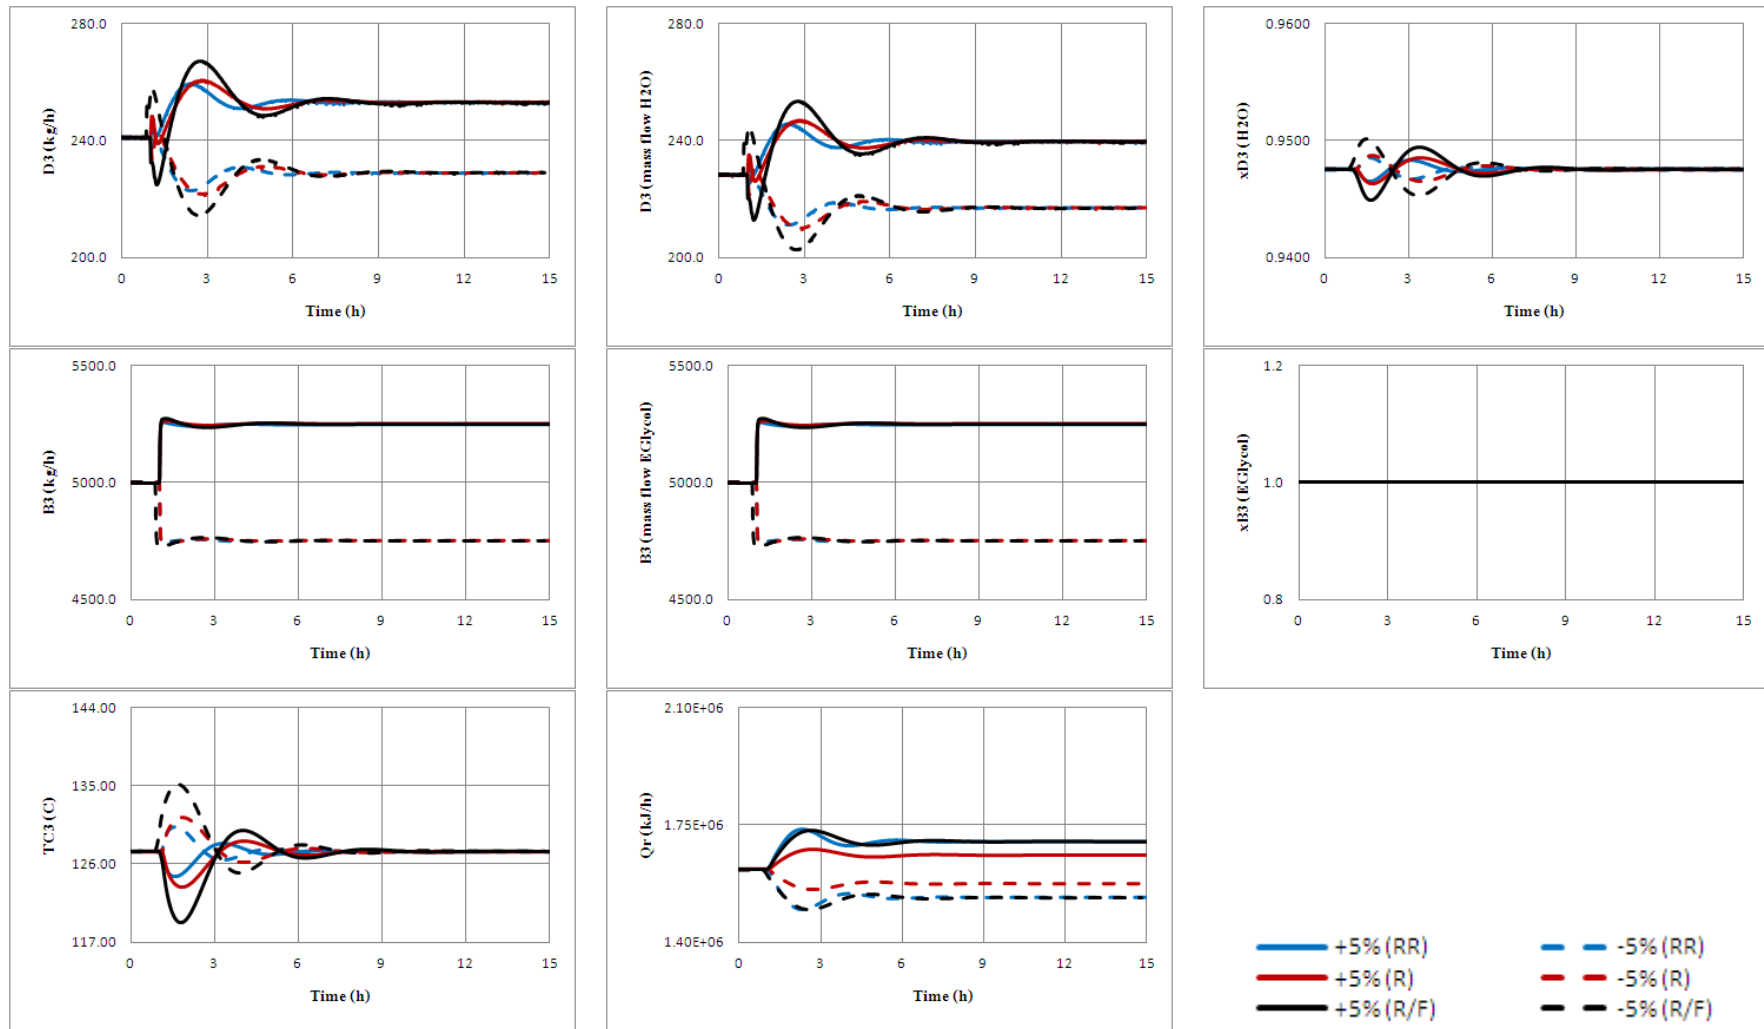 280.0
240.0
200.0
D3 (kg/h)
0 3 6 9 12 15
Time (h)
280.0
240.0
200.0
D3 (mass flow H2O)
0 3 6 9 12 15
Time (h)
0.9600
0.9500
0.9400
xD3 (H2O)
0 3 6 9 12 15
Time (h)
5500.0
5000.0
4500.0
B3 (kg/h)
0 3 6 9 12 15
Time (h)
5500.0
5000.0
4500.0
B3 (mass flow EGlycol)
0 3 6 9 12 15
Time (h)
1.2
1.0
0.8
xB3 (EGlycol)
0 3 6 9 12 15
Time (h)
144.00
135.00
126.00
117.00
TC3 (C)
0 3 6 9 12 15
Time (h)
2.10E+06
1.75E+06
1.40E+06
Qr (kJ/h)
0 3 6 9 12 15
Time (h)
+5% (RR) -5% (RR)
+5% (R) -5% (R)
+5% (R/F) -5% (R/F)